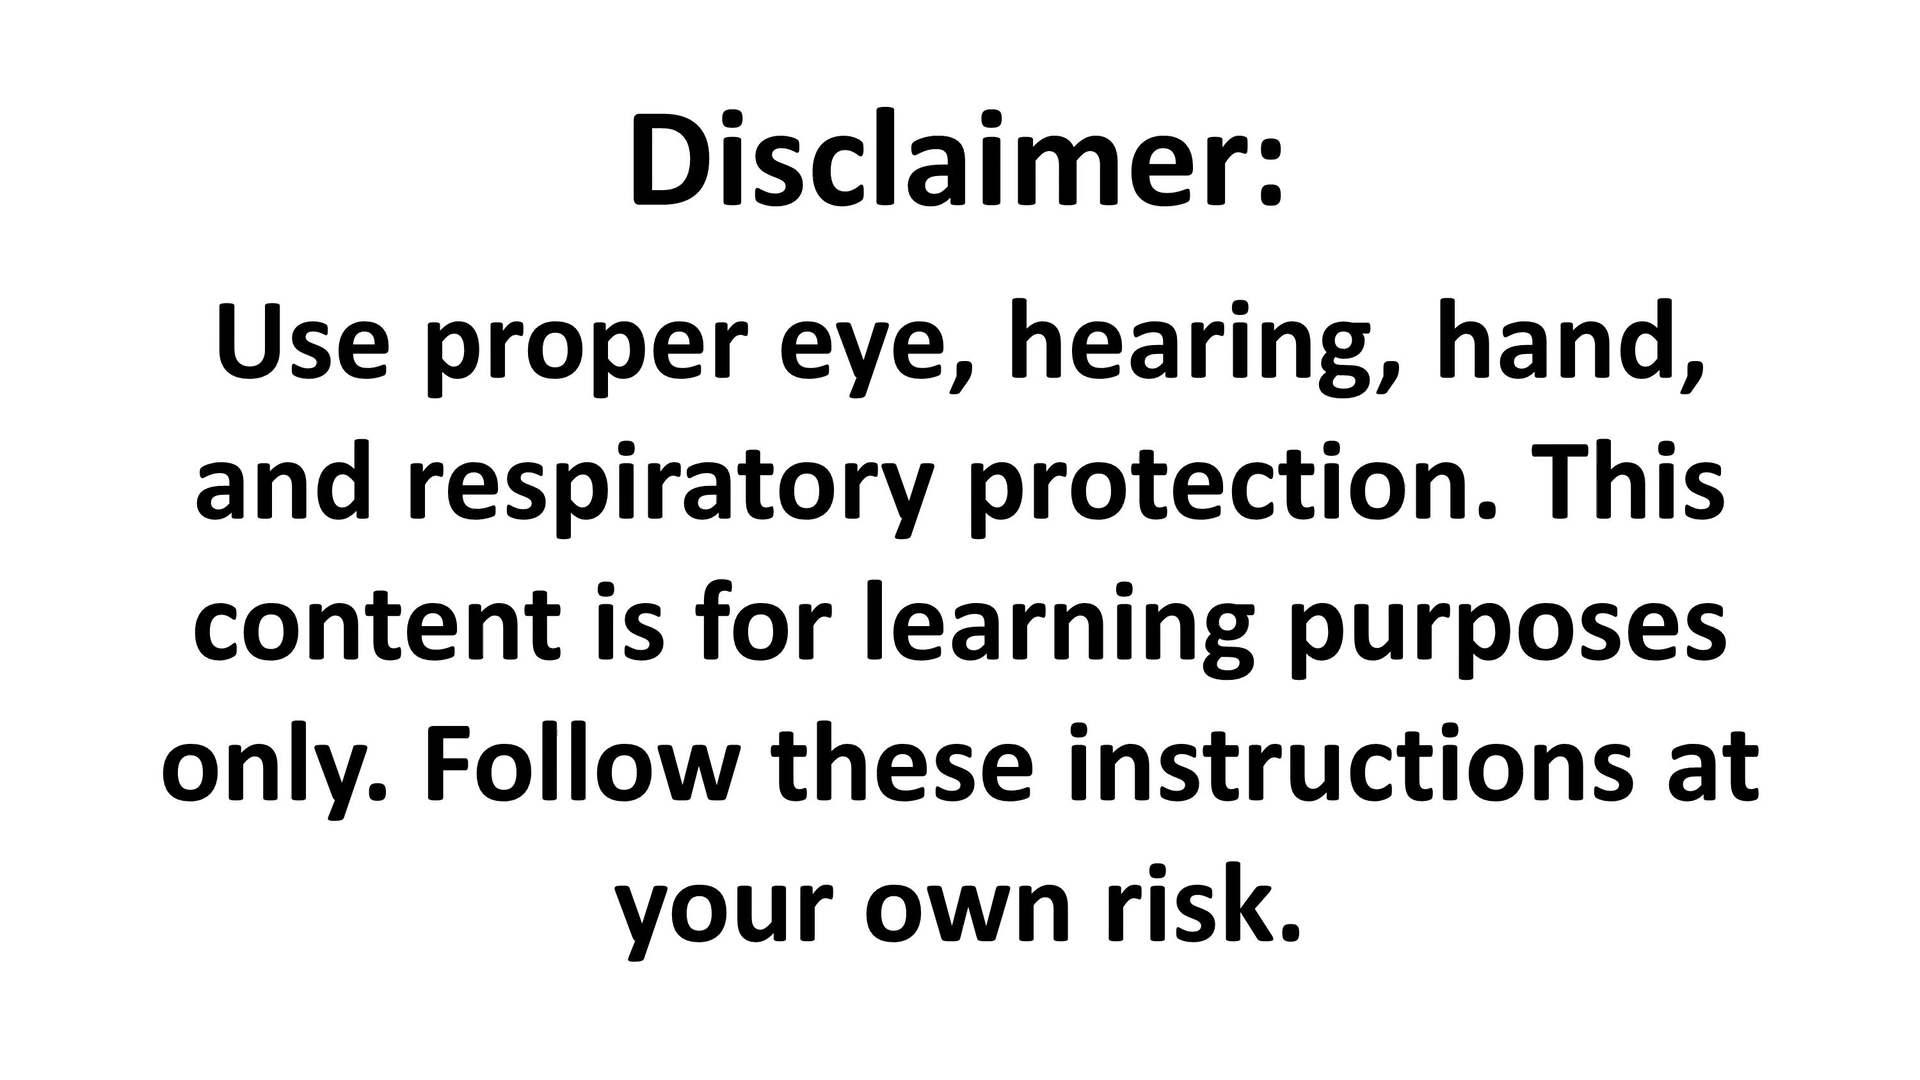 Disclaimer:
Use proper eye, hearing, hand,
and respiratory protection. This
content is for learning purposes
only. Follow these instructions at
your own risk.